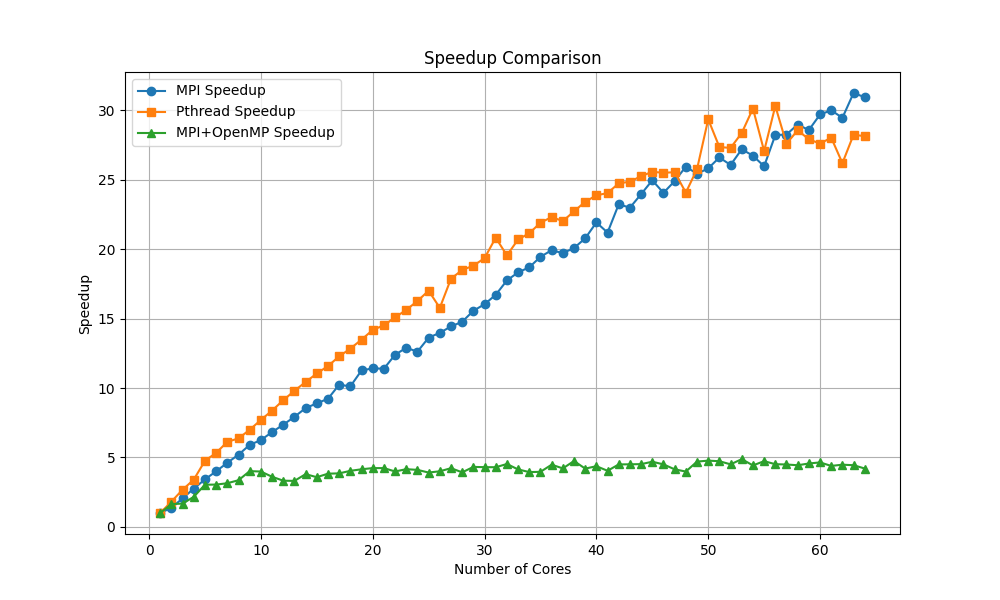 Speedup Comparison
MPI Speedup
Pthread Speedup
MPI+OpenMP Speedup
30
25
20
15
10
5
0
Speedup
0 10 20 30 40 50 60
Number of Cores